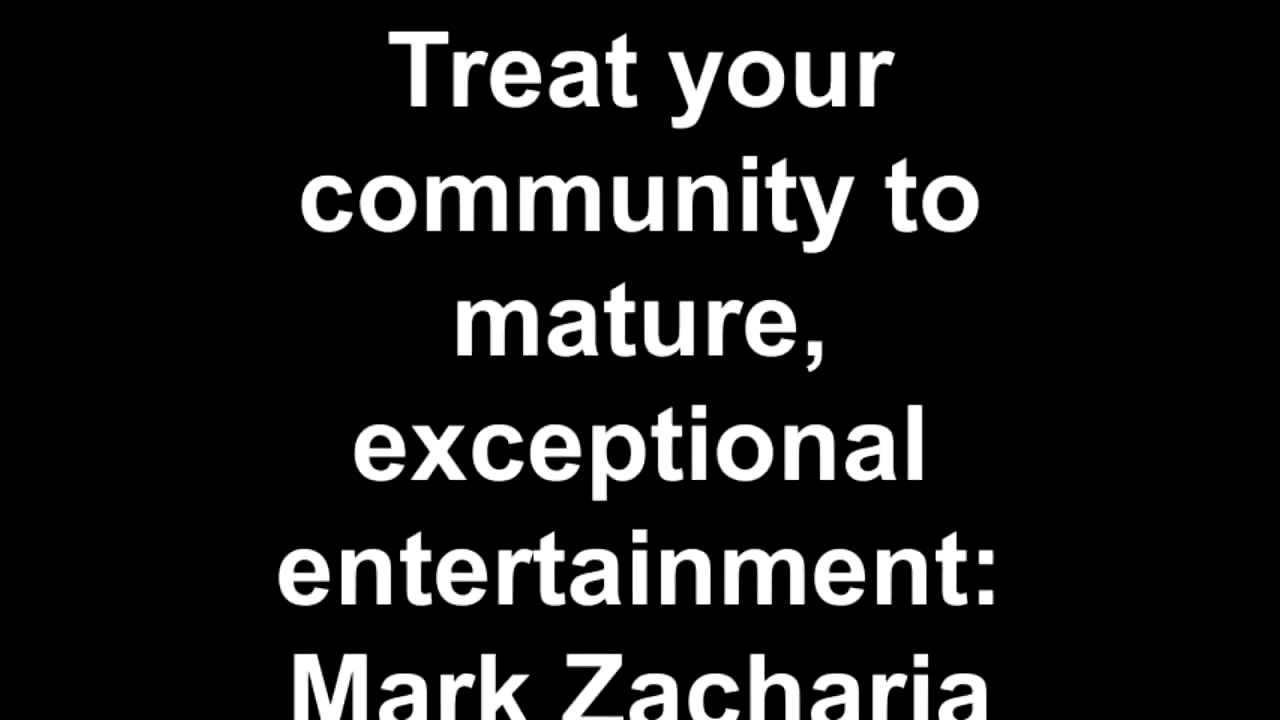 Treat your
community to
mature,
exceptional
entertainment:
Mark Zacharia